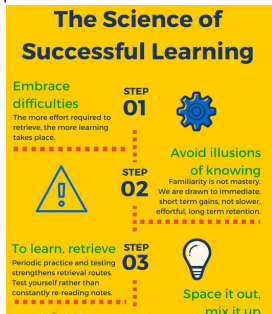 The Science of
Successful Learning
Embrace
difficulties
The more effort required to
retrieve, the more learning
takes place.
STEP
01
Avoid illusions
of knowing
Familiarity is not mastery.
We are drawn to immediate,
short term gains, not slower,
effortful, long term retention.
STEP
02
To learn, retrieve
Periodic practice and testing
strengthens retrieval routes.
Test yourself rather than
constantly re-reading notes.
STEP
03
Space it out,
mix it up